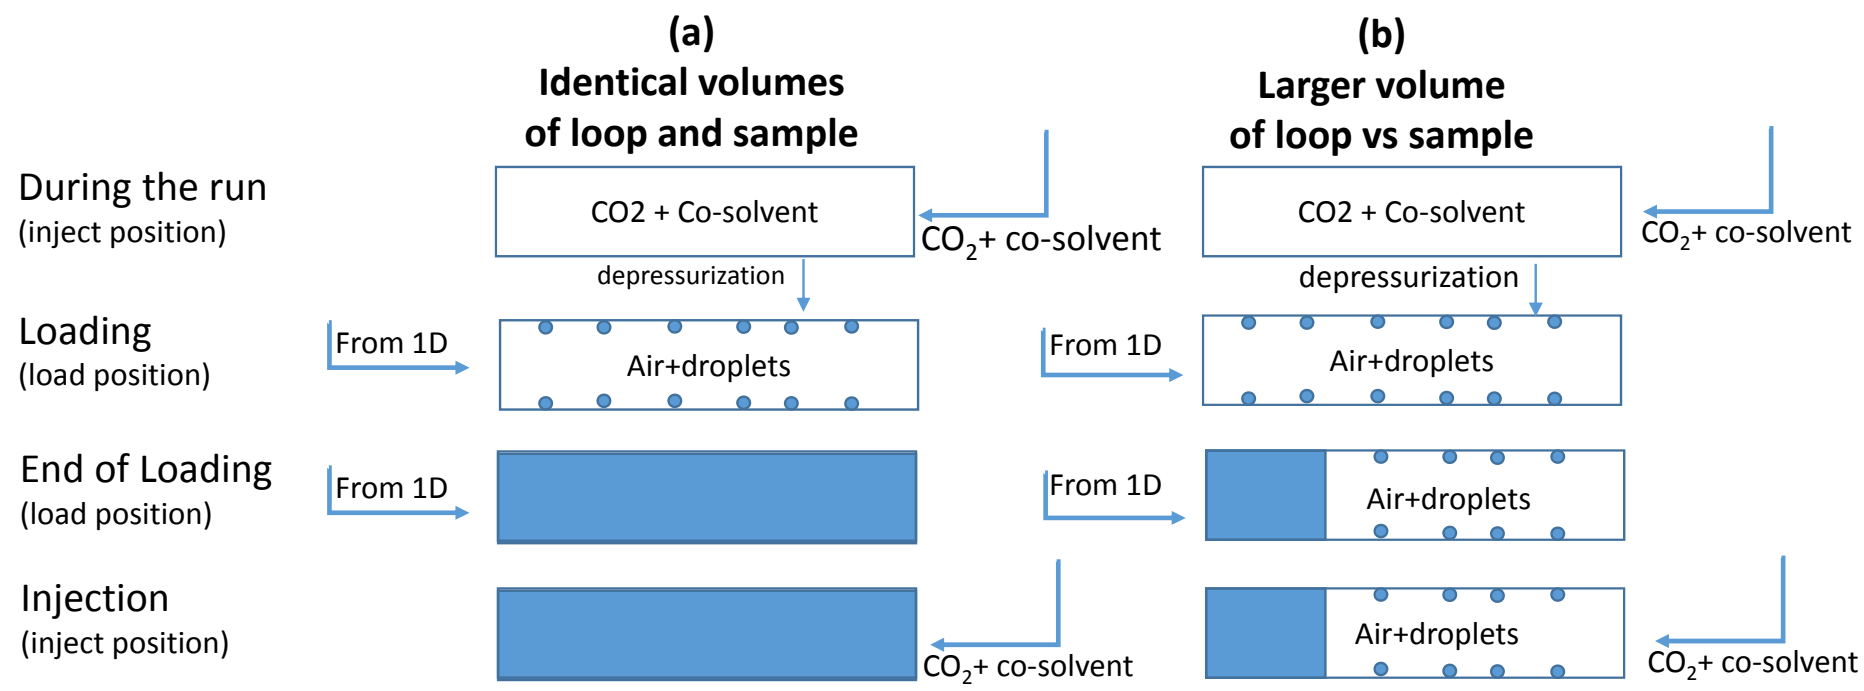 (a)
Identical volumes
of loop and sample
(b)
Larger volume
of loop vs sample
During the run
(inject position)
CO2 + Co-solvent
CO₂+ co-solvent
CO2 + Co-solvent
CO₂+ co-solvent
depressurization
depressurization
Loading
(load position)
From 1D
Air+droplets
From 1D
Air+droplets
End of Loading
(load position)
From 1D
From 1D
Air+droplets
Injection
(inject position)
CO₂+ co-solvent
Air+droplets
CO₂+ co-solvent